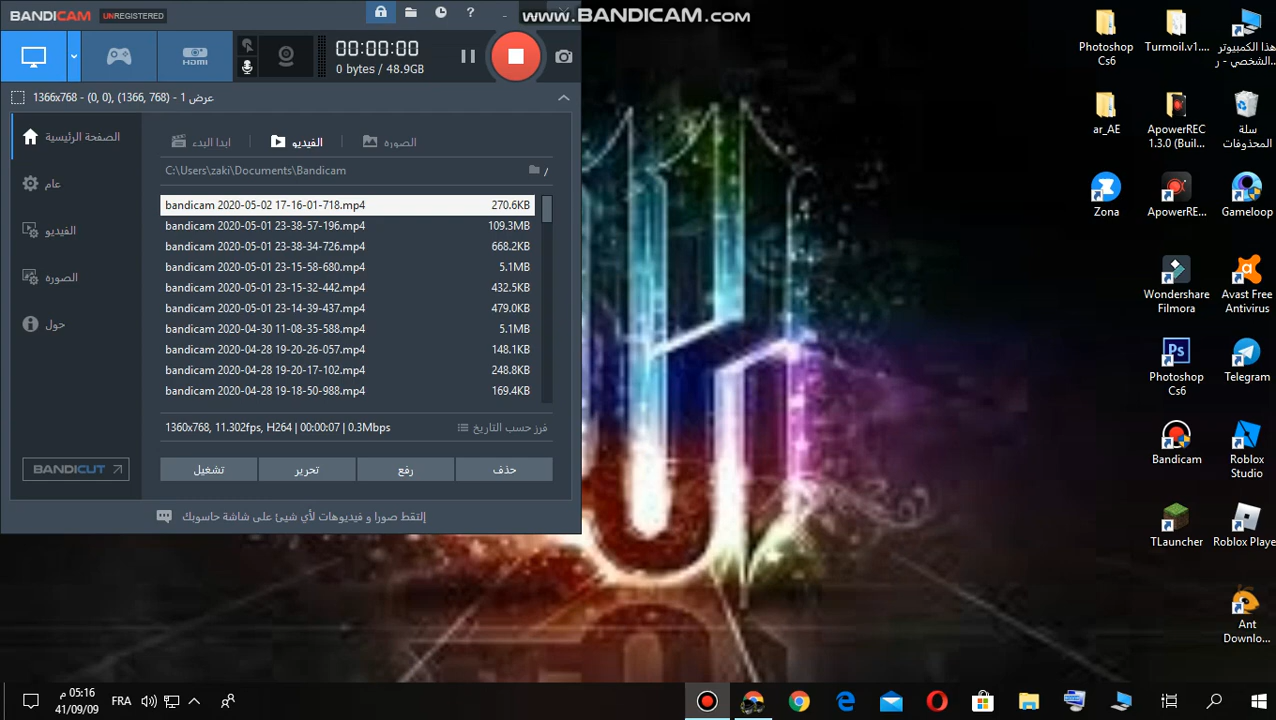 BANDICAM UNREGISTERED
www.BANDICAM.com
HDMI
00:00:00
0 bytes / 48.9GB
1366x768 - (0, 0), (1366, 768) - عرض 1
الصفحة الرئيسية
عام
الفيديو
الصورة
حول
ابدا البدء
الفيديو
الصورة
C:\Users\zaki\Documents\Bandicam
/
bandicam 2020-05-02 17-16-01-718.mp4 270.6KB
bandicam 2020-05-01 23-38-57-196.mp4 109.3MB
bandicam 2020-05-01 23-38-34-726.mp4 668.2KB
bandicam 2020-05-01 23-15-58-680.mp4 5.1MB
bandicam 2020-05-01 23-15-32-442.mp4 432.5KB
bandicam 2020-05-01 23-14-39-437.mp4 479.0KB
bandicam 2020-04-30 11-08-35-588.mp4 5.1MB
bandicam 2020-04-28 19-20-26-057.mp4 148.1KB
bandicam 2020-04-28 19-20-17-102.mp4 248.8KB
bandicam 2020-04-28 19-18-50-988.mp4 169.4KB
1360x768, 11.302fps, H264 | 00:00:07 | 0.3Mbps
فرز حسب التاريخ
BANDICUT
تشغيل
تحرير
رفع
حذف
إلتقط صورا و فيديوهات لأي شيئ على شاشة حاسوبك
Photoshop
Cs6
Turmoil.v1....
هذا الكمبيوتر
الشخصي - ر
ar_AE
ApowerREC
1.3.0 (Buil...
سلة
المحذوفات
Zona
ApowerRE...
Gameloop
Wondershare
Filmora
Avast Free
Antivirus
Ps
Photoshop
Cs6
Telegram
Bandicam
Roblox
Studio
TLauncher
Roblox Playe
Ant
Downlo...
05:16 م
41/09/09
FRA